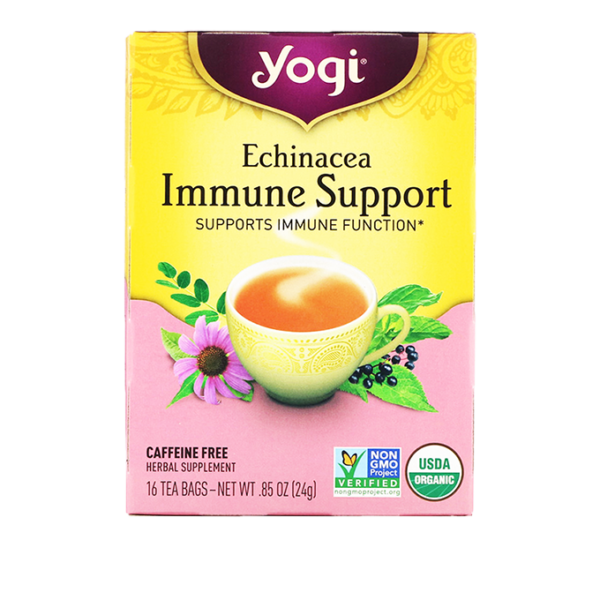 yogi®
Echinacea
Immune Support
SUPPORTS IMMUNE FUNCTION*
CAFFEINE FREE
HERBAL SUPPLEMENT
16 TEA BAGS – NET WT .85 OZ (24g)
NON
GMO
Project
VERIFIED
nongmoproject.org
USDA
ORGANIC